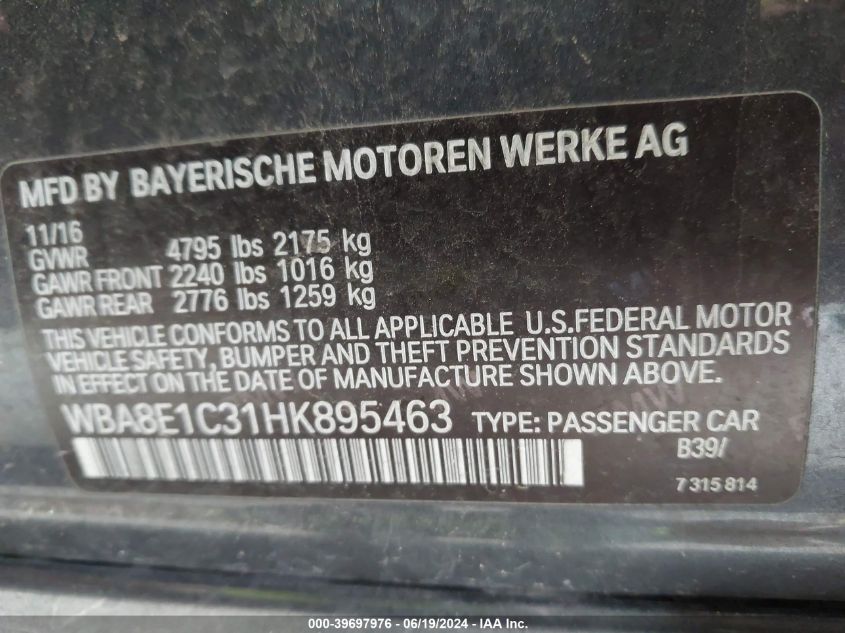 MFD BY BAYERISCHE MOTOREN WERKE AG
11/16
GVWR 4795 lbs 2175 kg
GAWR FRONT 2240 lbs 1016 kg
GAWR REAR 2776 lbs 1259 kg
THIS VEHICLE CONFORMS TO ALL APPLICABLE U.S.FEDERAL MOTOR
VEHICLE SAFETY, BUMPER AND THEFT PREVENTION STANDARDS
IN EFFECT ON THE DATE OF MANUFACTURE SHOWN ABOVE.
WBA8E1C31HK895463 TYPE: PASSENGER CAR
B39/
7 315 814
000-39697976 - 06/19/2024 - IAA Inc.